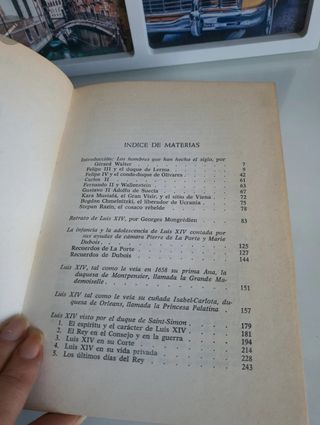 INDICE DE MATERIAS
Introducción: Los hombres que han hecho el siglo, por
Gérard Walter . . . 7
Felipe III y el duque de Lerma . . . 9
Felipe IV y el conde-duque de Olivares . . . 42
Carlos II . . . 61
Fernando II y Wallenstein . . . 62
Gustavo II Adolfo de Suecia . . . 67
Kara Mustafá, el Gran Visir, y el sitio de Viena . . . 72
Bogdan Chmelnitzki, el liberador de Ucrania . . . 75
Stepan Razin, el cosaco rebelde . . . 80
Retrato de Luis XIV, por Georges Mongrédien . . . 83
La infancia y la adolescencia de Luis XIV contada por
sus ayudas de cámara Pierre de La Porte y Marie
Dubois . . . 125
Recuerdos de La Porte . . . 127
Recuerdos de Dubois . . . 144
Luis XIV, tal como le veía en 1658 su prima Ana, la
duquesa de Montpensier, llamada la Grande Ma-
demoiselle . . . 151
Luis XIV, tal como le veía su cuñada Isabel-Carlota, du-
quesa de Orleans, llamada la Princesa Palatina . . . 157
Luis XIV visto por el duque de Saint-Simon . . . 179
1. El espíritu y el carácter de Luis XIV . . . 181
2. El Rey en el Consejo y en la guerra . . . 194
3. Luis XIV en su Corte . . . 214
4. Luis XIV en su vida privada . . . 228
5. Los últimos días del Rey . . . 243